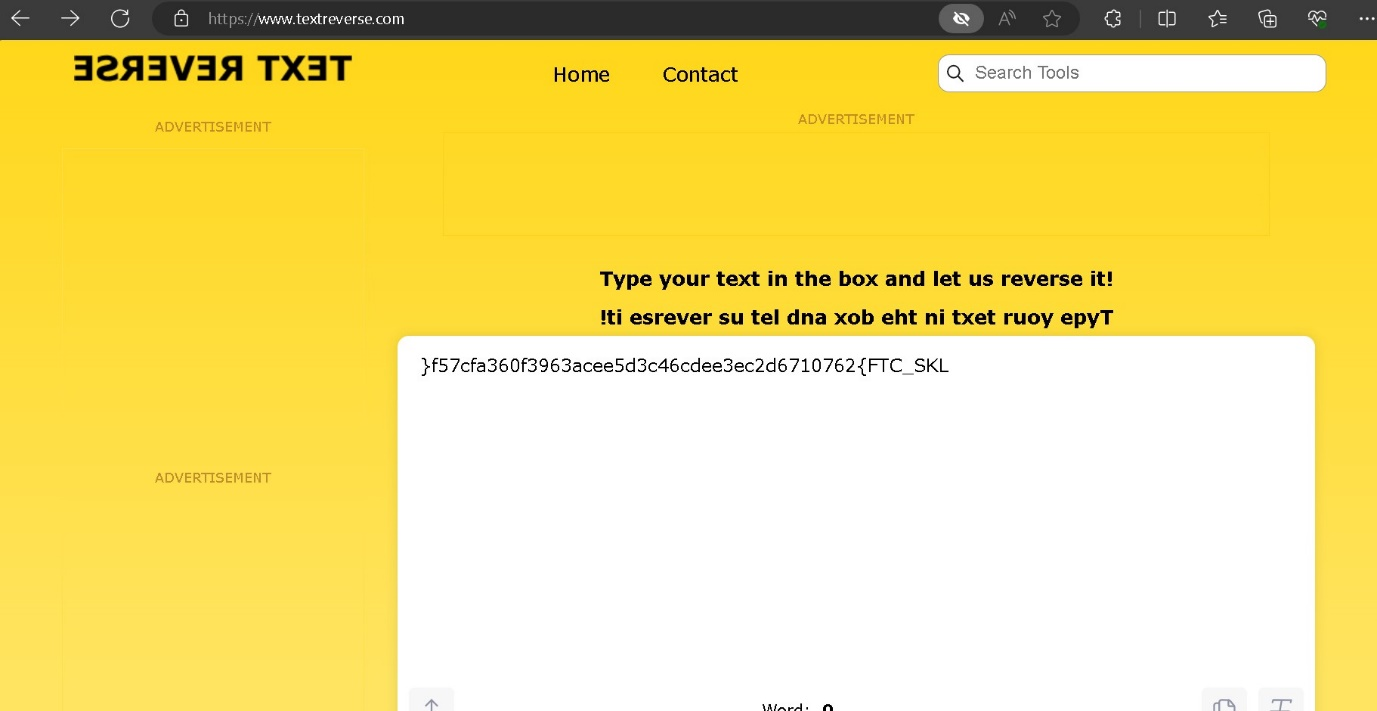 https://www.textreverse.com
TEXT REVERSE
Home
Contact
Search Tools
ADVERTISEMENT
ADVERTISEMENT
Type your text in the box and let us reverse it!
!ti esrever su tel dna xob eht ni txet ruoy epyT
}f57cfa360f3963acee5d3c46cdee3ec2d6710762{FTC_SKL
ADVERTISEMENT
Word: 0